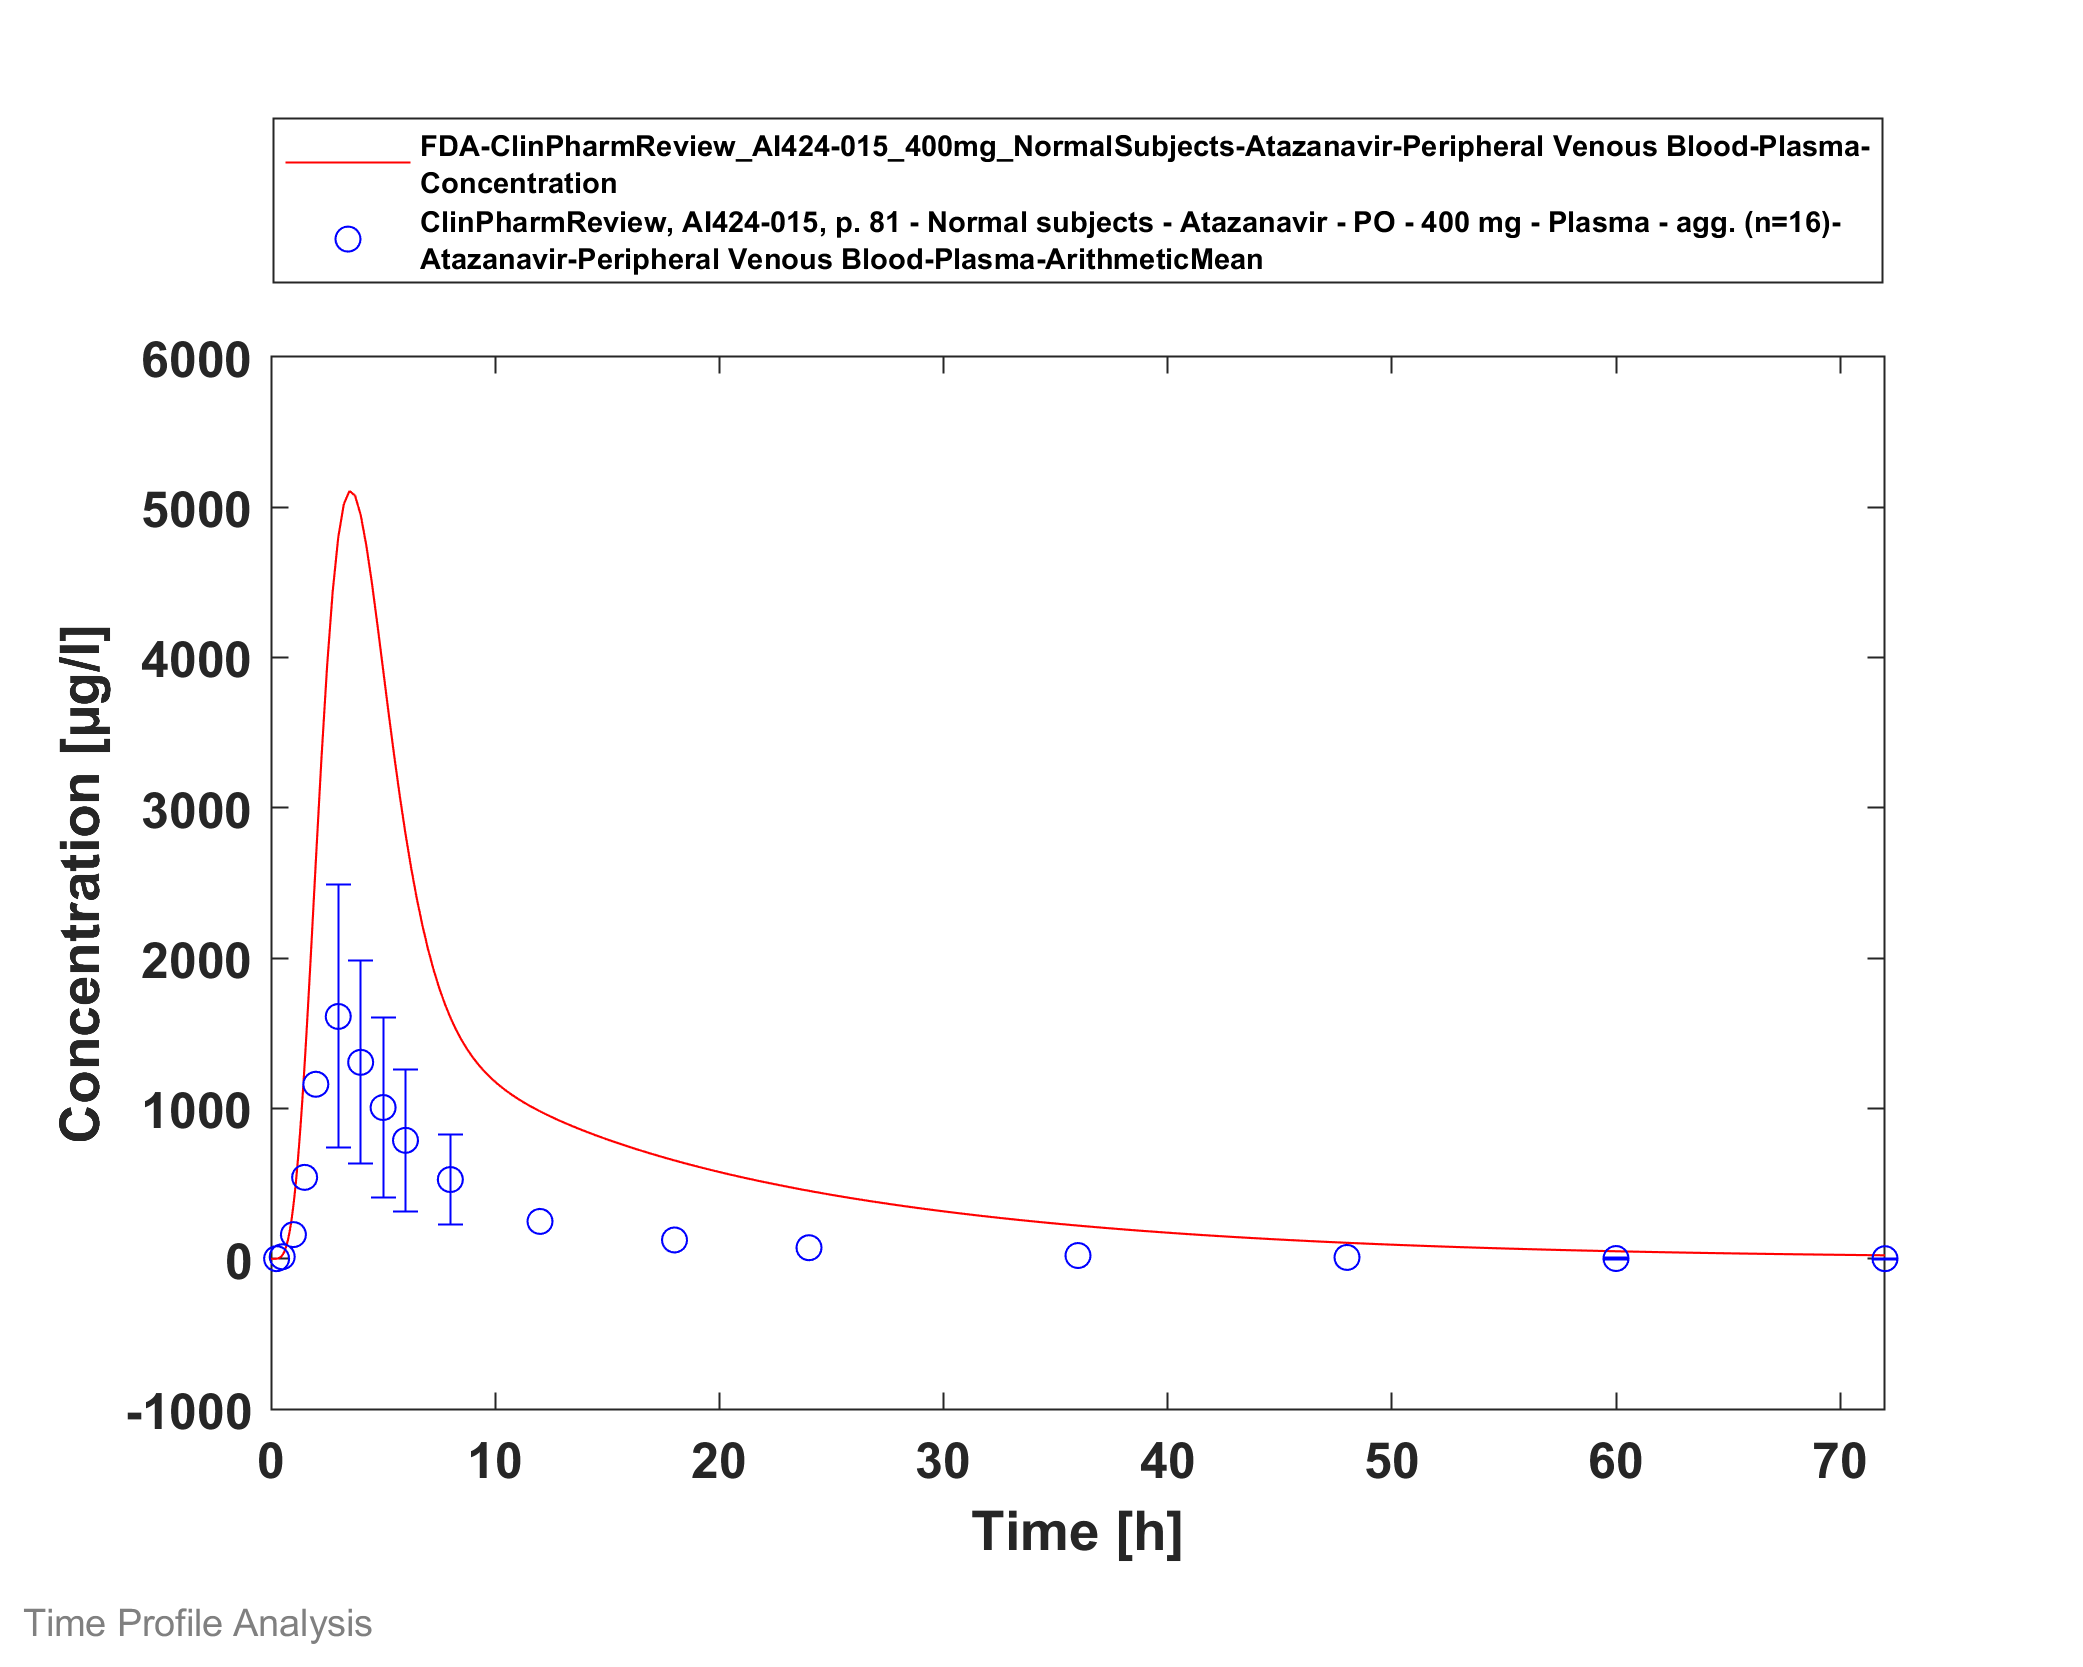 FDA-ClinPharmReview_AI424-015_400mg_NormalSubjects-Atazanavir-Peripheral Venous Blood-Plasma-
Concentration
ClinPharmReview, AI424-015, p. 81 - Normal subjects - Atazanavir - PO - 400 mg - Plasma - agg. (n=16)-
Atazanavir-Peripheral Venous Blood-Plasma-ArithmeticMean
6000
5000
4000
3000
2000
1000
0
-1000
Concentration [µg/l]
0 10 20 30 40 50 60 70
Time [h]
Time Profile Analysis